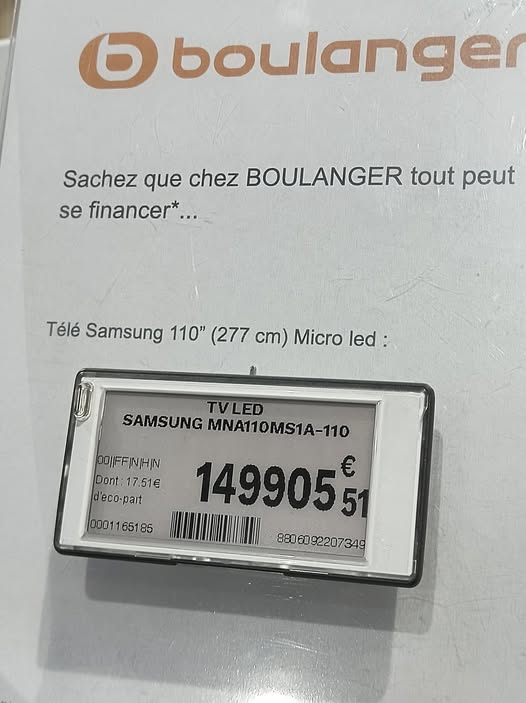 boulanger
Sachez que chez BOULANGER tout peut
se financer*...
Télé Samsung 110” (277 cm) Micro led :
TV LED
SAMSUNG MNA110MS1A-110
00||FF|N|H|N
Dont : 17.51€
d'eco-part
149905 € 51
0001165185
8806092207349